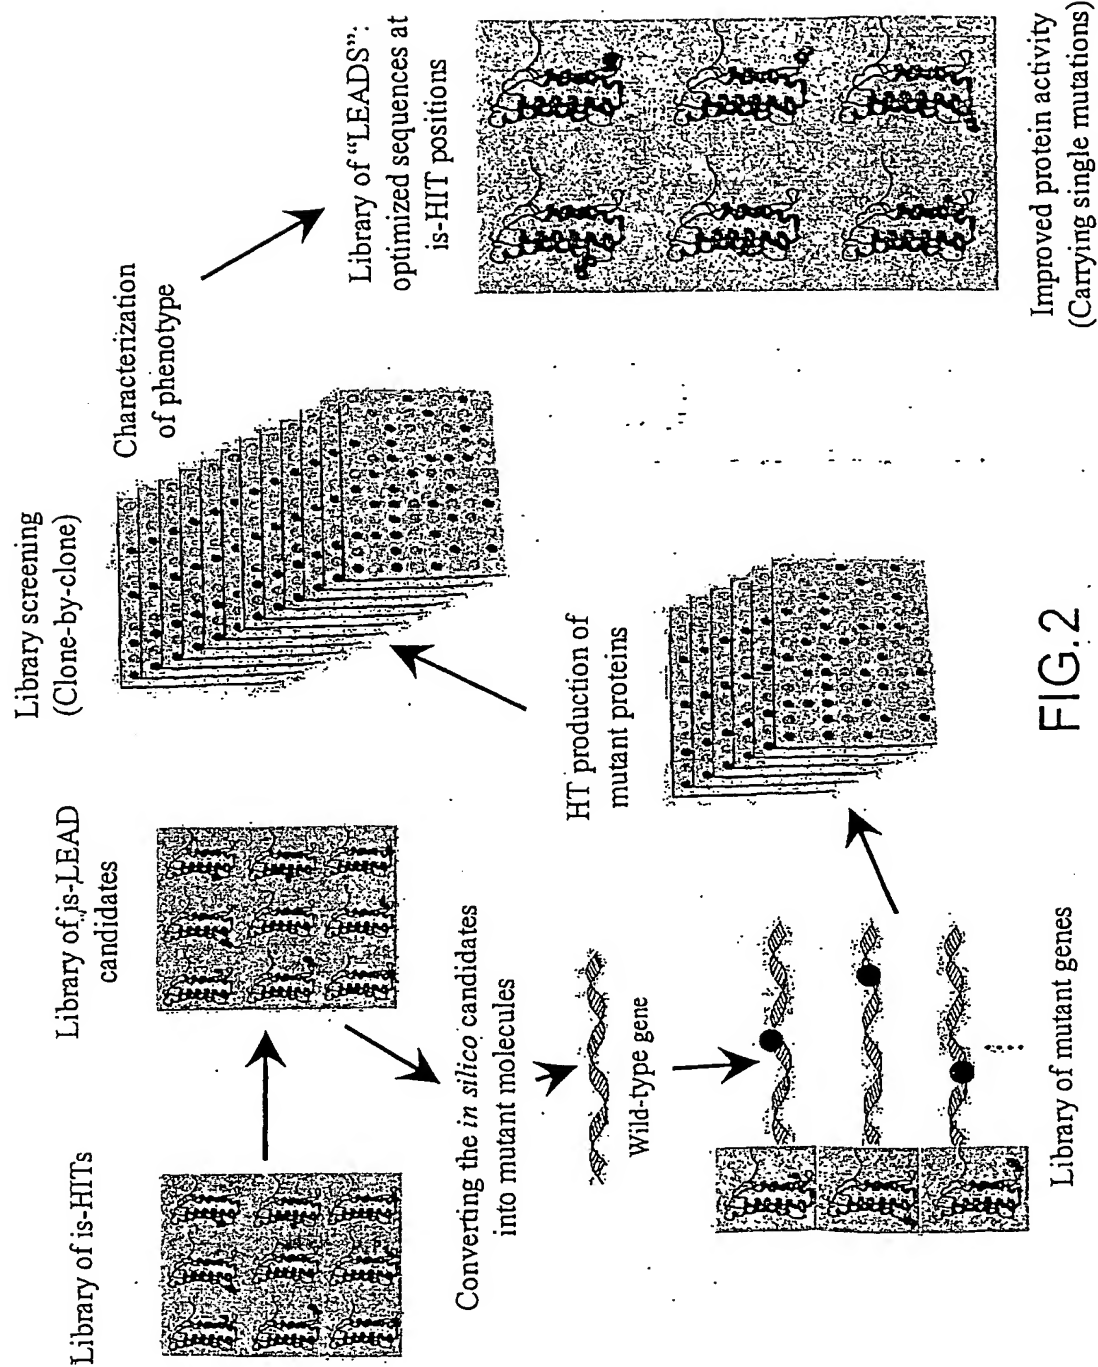 Library of is-HITs
Library of is-LEAD
candidates
Converting the in silico candidates
into mutant molecules
Wild-type gene
Library of mutant genes
HT production of
mutant proteins
Library screening
(Clone-by-clone)
Characterization
of phenotype
Library of “LEADS”:
optimized sequences at
is-HIT positions
Improved protein activity
(Carrying single mutations)
FIG.2